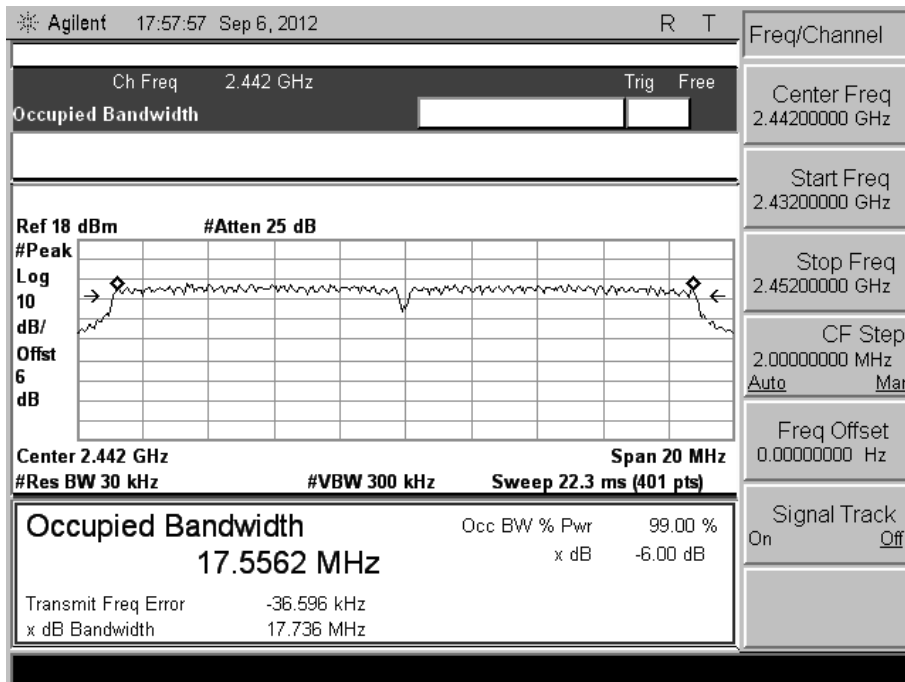 Agilent 17:57:57 Sep 6, 2012 R T
Ch Freq 2.442 GHz Trig Free
Occupied Bandwidth
Ref 18 dBm #Atten 25 dB
#Peak
Log
10
dB/
Offst
6
dB
Center 2.442 GHz Span 20 MHz
#Res BW 30 kHz #VBW 300 kHz Sweep 22.3 ms (401 pts)
Occupied Bandwidth Occ BW % Pwr 99.00 %
17.5562 MHz x dB -6.00 dB
Transmit Freq Error -36.596 kHz
x dB Bandwidth 17.736 MHz
Freq/Channel
Center Freq
2.44200000 GHz
Start Freq
2.43200000 GHz
Stop Freq
2.45200000 GHz
CF Step
2.00000000 MHz
Auto Man
Freq Offset
0.00000000 Hz
Signal Track
On Off